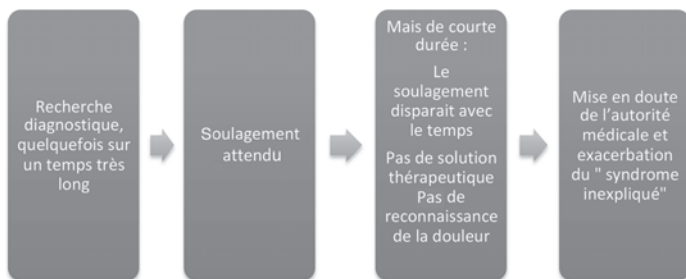 Recherche
diagnostique,
quelquefois sur
un temps très
long
Soulagement
attendu
Mais de courte
durée :
Le
soulagement
disparait avec
le temps
Pas de solution
thérapeutique
Pas de
reconnaissance
de la douleur
Mise en doute
de l'autorité
médicale et
exacerbation
du " syndrome
inexpliqué"